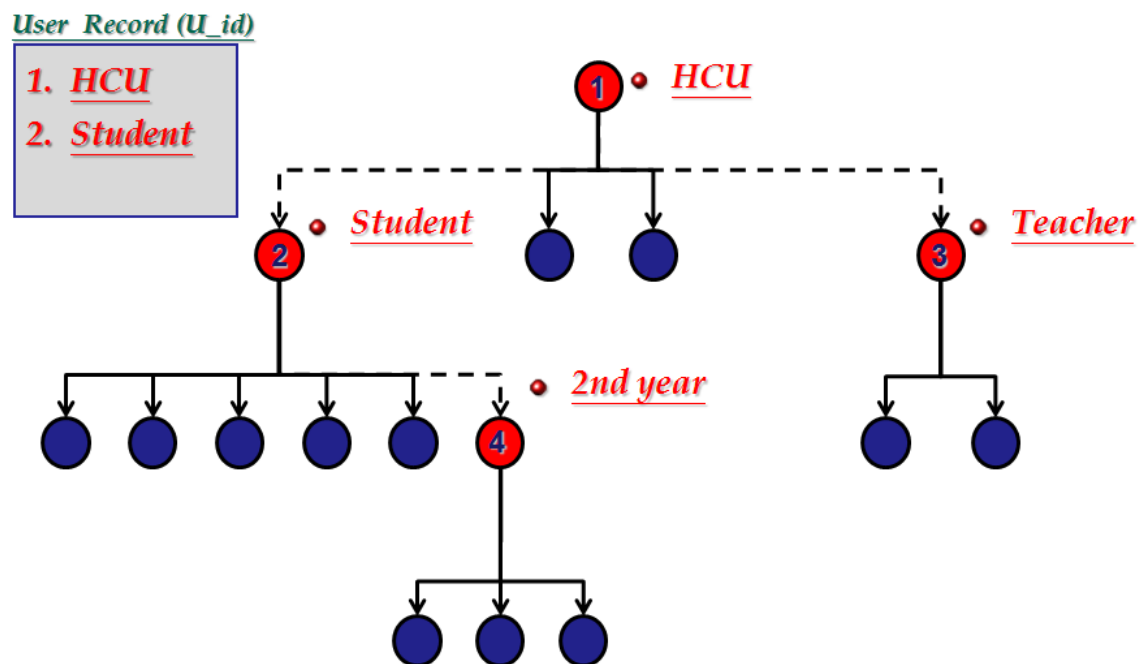 User Record (U_id)
1. HCU
2. Student
1
HCU
2
Student
3
Teacher
2nd year
4